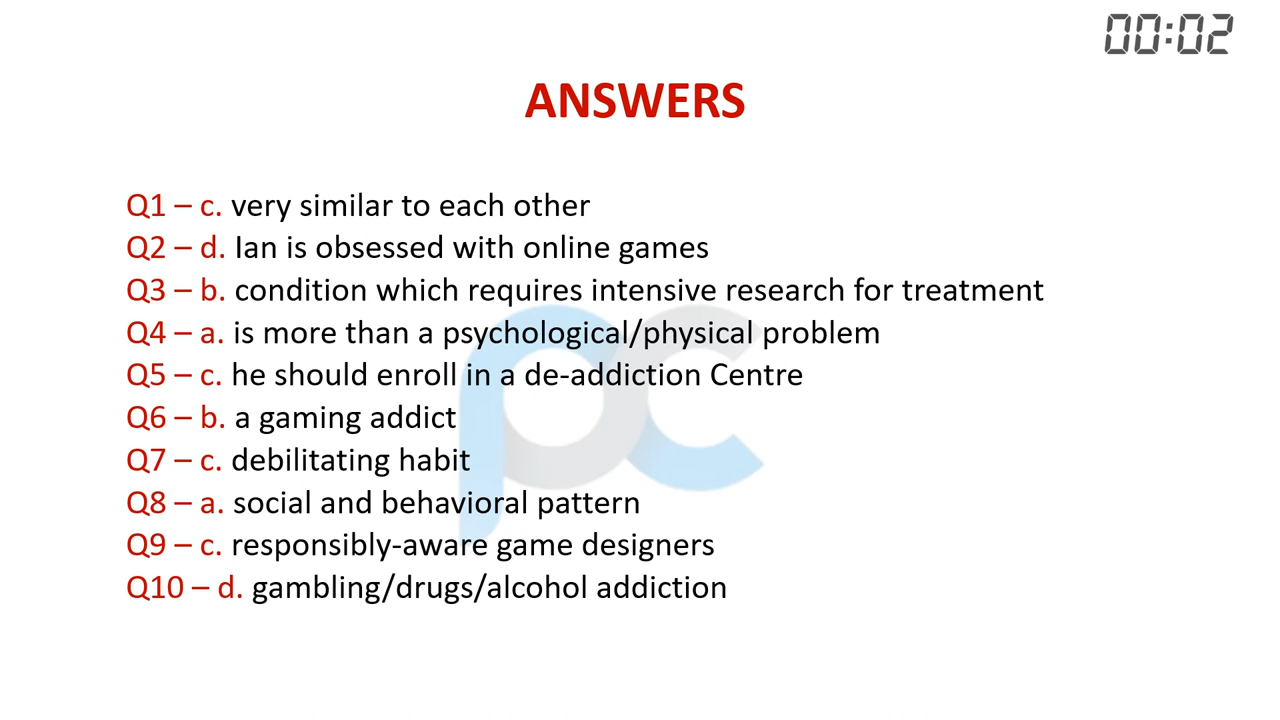 00:02
ANSWERS
Q1 – c. very similar to each other
Q2 – d. Ian is obsessed with online games
Q3 – b. condition which requires intensive research for treatment
Q4 – a. is more than a psychological/physical problem
Q5 – c. he should enroll in a de-addiction Centre
Q6 – b. a gaming addict
Q7 – c. debilitating habit
Q8 – a. social and behavioral pattern
Q9 – c. responsibly-aware game designers
Q10 – d. gambling/drugs/alcohol addiction
pc